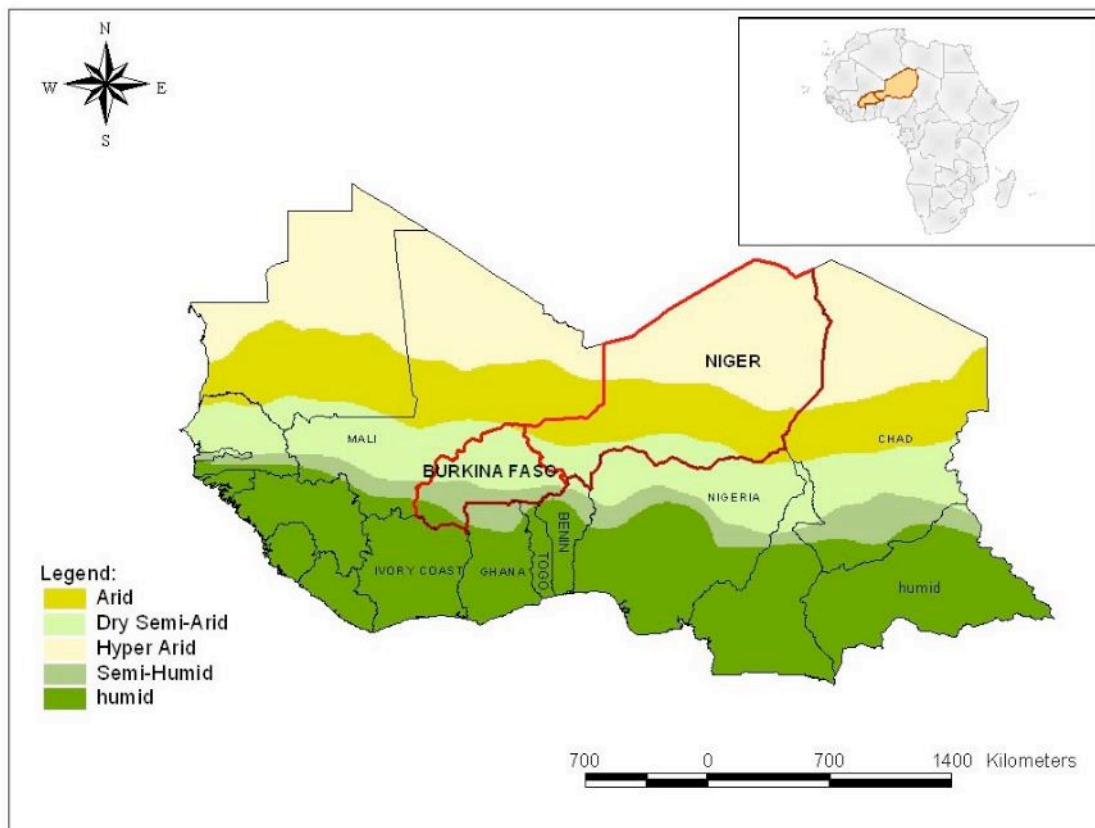 N
W E
S
NIGER
MALI
CHAD
BURKINA FASO
NIGERIA
BENIN
TOGO
IVORY COAST
GHANA
humid
Legend:
Arid
Dry Semi-Arid
Hyper Arid
Semi-Humid
humid
700 0 700 1400 Kilometers